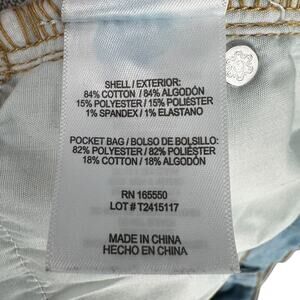 SHELL / EXTERIOR:
84% COTTON / 84% ALGODÓN
15% POLYESTER / 15% POLIÉSTER
1% SPANDEX / 1% ELASTANO
POCKET BAG / BOLSO DE BOLSILLO:
82% POLYESTER / 82% POLIÉSTER
18% COTTON / 18% ALGODÓN
RN 165550
LOT # T2415117
MADE IN CHINA
HECHO EN CHINA